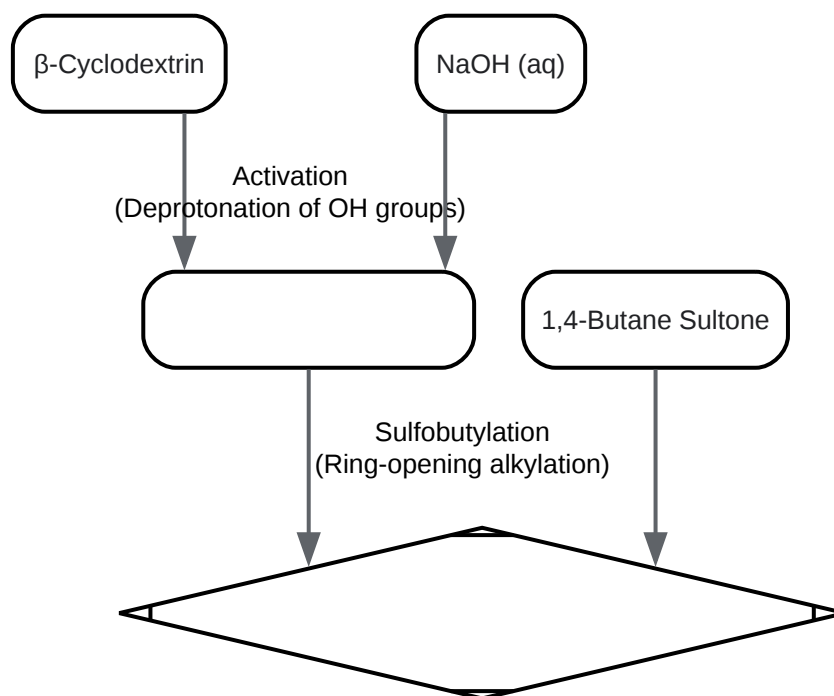 β-Cyclodextrin
NaOH (aq)
Activation
(Deprotonation of OH groups)
1,4-Butane Sultone
Sulfobutylation
(Ring-opening alkylation)